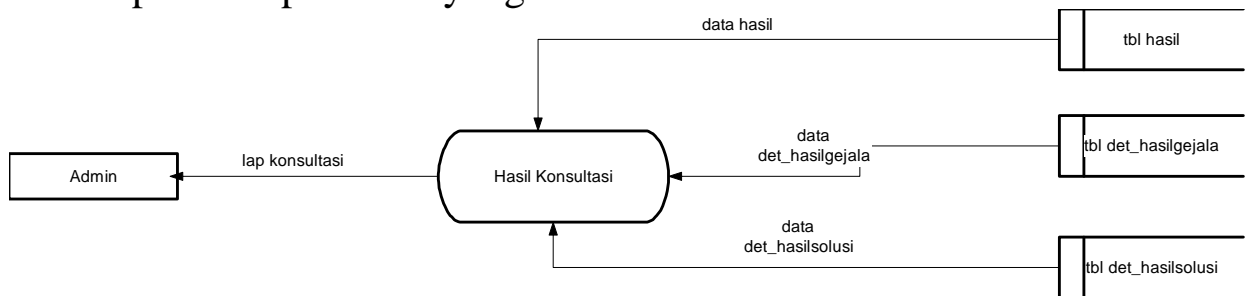 data hasil
tbl hasil
data
det_hasilgejala
tbl det_hasilgejala
lap konsultasi
Admin
Hasil Konsultasi
data
det_hasilsolusi
tbl det_hasilsolusi